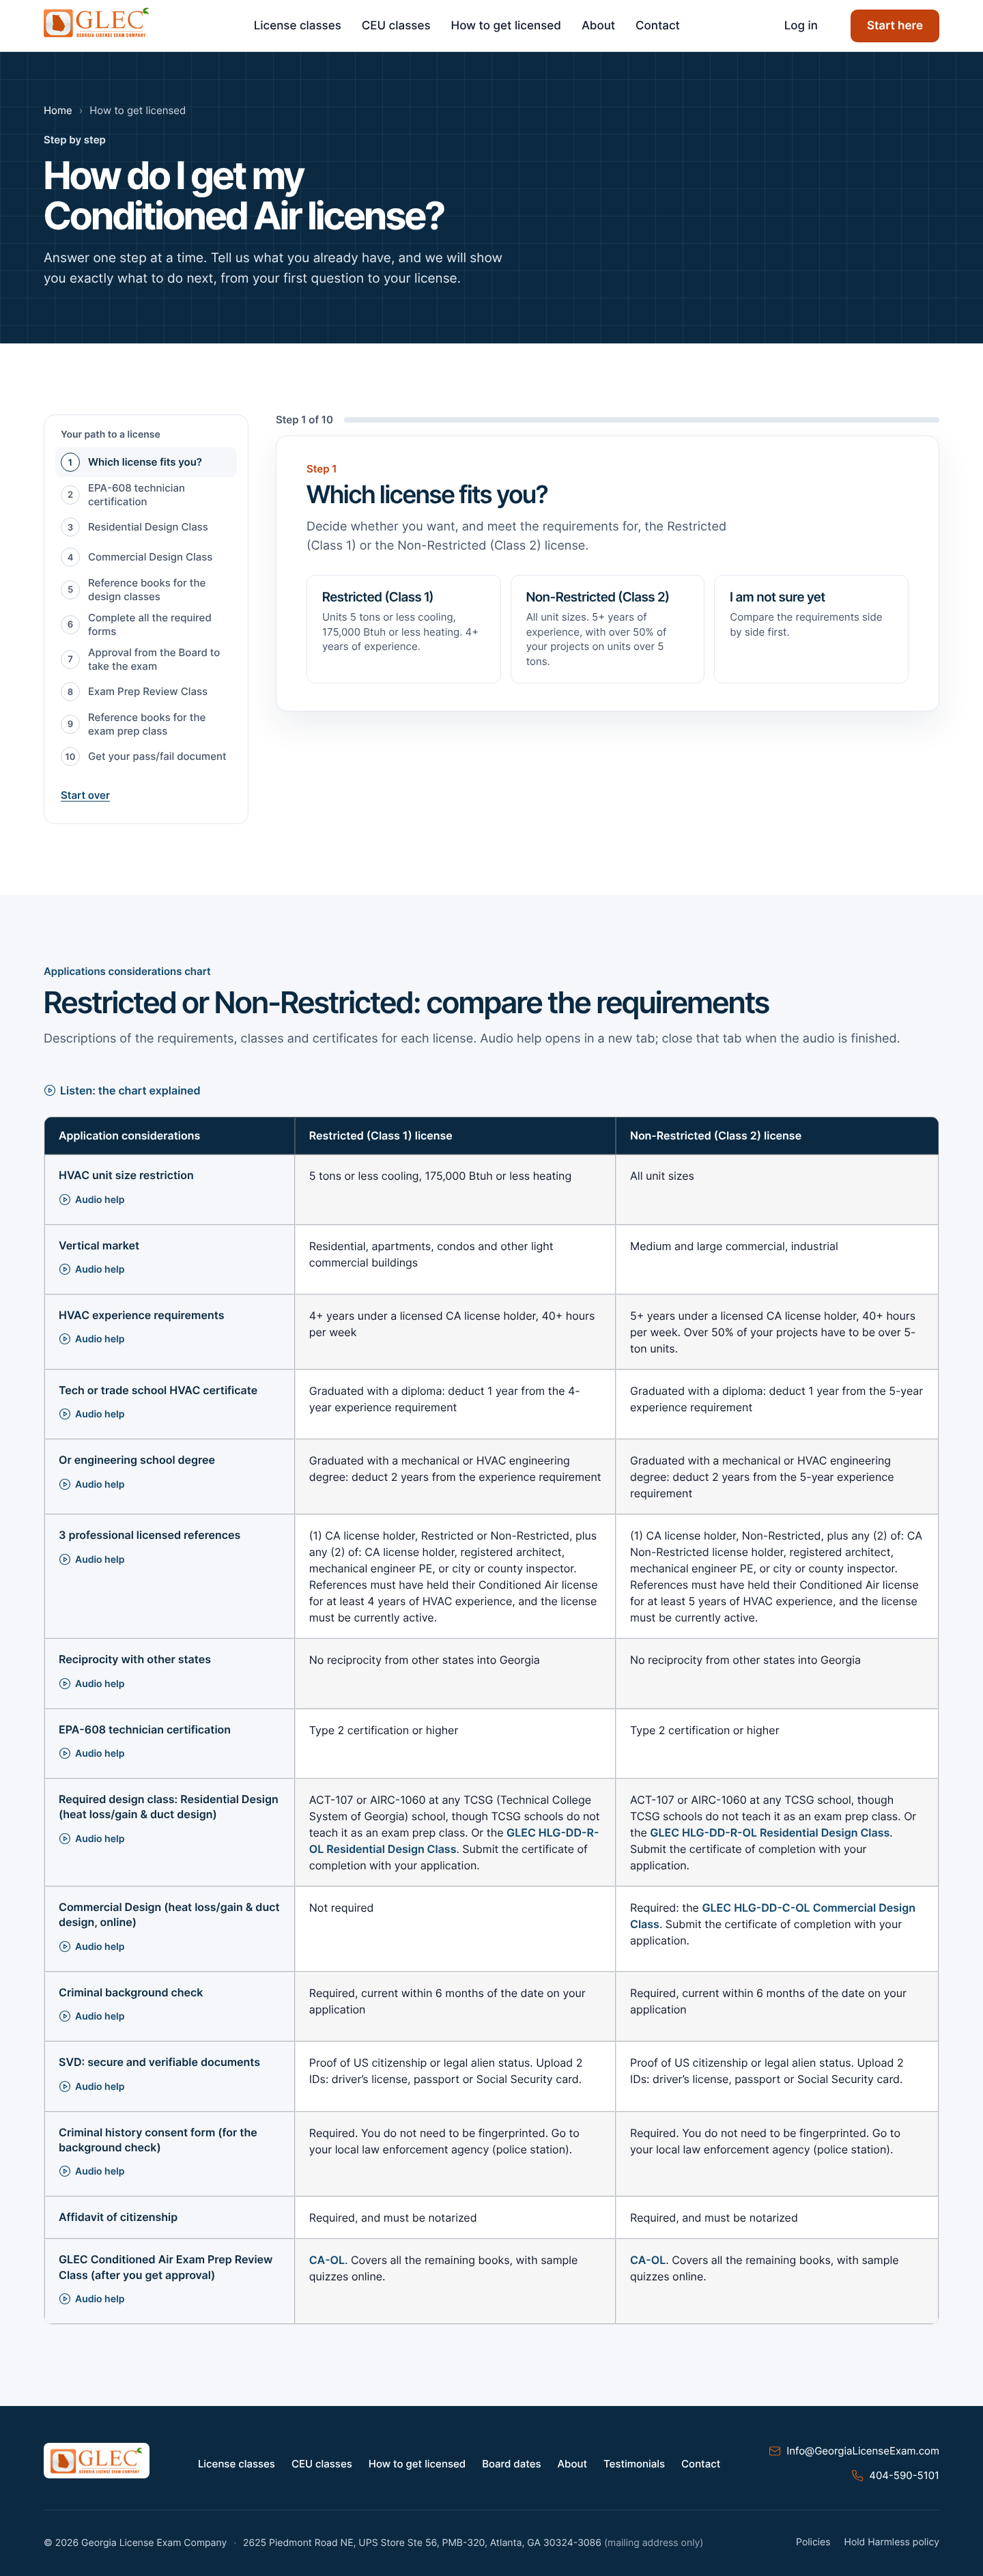 GLEC
GEORGIA LICENSE EXAM COMPANY
License classes
CEU classes
How to get licensed
About
Contact
Log in
Start here
Home › How to get licensed
Step by step
How do I get my
Conditioned Air license?
Answer one step at a time. Tell us what you already have, and we will show
you exactly what to do next, from your first question to your license.
Your path to a license
1 Which license fits you?
2 EPA-608 technician
certification
3 Residential Design Class
4 Commercial Design Class
5 Reference books for the
design classes
6 Complete all the required
forms
7 Approval from the Board to
take the exam
8 Exam Prep Review Class
9 Reference books for the
exam prep class
10 Get your pass/fail document
Start over
Step 1 of 10
Step 1
Which license fits you?
Decide whether you want, and meet the requirements for, the Restricted
(Class 1) or the Non-Restricted (Class 2) license.
Restricted (Class 1)
Units 5 tons or less cooling,
175,000 Btuh or less heating. 4+
years of experience.
Non-Restricted (Class 2)
All unit sizes. 5+ years of
experience, with over 50% of
your projects on units over 5
tons.
I am not sure yet
Compare the requirements side
by side first.
Applications considerations chart
Restricted or Non-Restricted: compare the requirements
Descriptions of the requirements, classes and certificates for each license. Audio help opens in a new tab; close that tab when the audio is finished.
Listen: the chart explained
Application considerations
Restricted (Class 1) license
Non-Restricted (Class 2) license
HVAC unit size restriction
Audio help
5 tons or less cooling, 175,000 Btuh or less heating
All unit sizes
Vertical market
Audio help
Residential, apartments, condos and other light
commercial buildings
Medium and large commercial, industrial
HVAC experience requirements
Audio help
4+ years under a licensed CA license holder, 40+ hours
per week
5+ years under a licensed CA license holder, 40+ hours
per week. Over 50% of your projects have to be over 5-
ton units.
Tech or trade school HVAC certificate
Audio help
Graduated with a diploma: deduct 1 year from the 4-
year experience requirement
Graduated with a diploma: deduct 1 year from the 5-year
experience requirement
Or engineering school degree
Audio help
Graduated with a mechanical or HVAC engineering
degree: deduct 2 years from the experience requirement
Graduated with a mechanical or HVAC engineering
degree: deduct 2 years from the 5-year experience
requirement
3 professional licensed references
Audio help
(1) CA license holder, Restricted or Non-Restricted, plus
any (2) of: CA license holder, registered architect,
mechanical engineer PE, or city or county inspector.
References must have held their Conditioned Air license
for at least 4 years of HVAC experience, and the license
must be currently active.
(1) CA license holder, Non-Restricted, plus any (2) of: CA
Non-Restricted license holder, registered architect,
mechanical engineer PE, or city or county inspector.
References must have held their Conditioned Air license
for at least 5 years of HVAC experience, and the license
must be currently active.
Reciprocity with other states
Audio help
No reciprocity from other states into Georgia
No reciprocity from other states into Georgia
EPA-608 technician certification
Audio help
Type 2 certification or higher
Type 2 certification or higher
Required design class: Residential Design
(heat loss/gain & duct design)
Audio help
ACT-107 or AIRC-1060 at any TCSG (Technical College
System of Georgia) school, though TCSG schools do not
teach it as an exam prep class. Or the GLEC HLG-DD-R-
OL Residential Design Class. Submit the certificate of
completion with your application.
ACT-107 or AIRC-1060 at any TCSG school, though
TCSG schools do not teach it as an exam prep class. Or
the GLEC HLG-DD-R-OL Residential Design Class.
Submit the certificate of completion with your
application.
Commercial Design (heat loss/gain & duct
design, online)
Audio help
Not required
Required: the GLEC HLG-DD-C-OL Commercial Design
Class. Submit the certificate of completion with your
application.
Criminal background check
Audio help
Required, current within 6 months of the date on your
application
Required, current within 6 months of the date on your
application
SVD: secure and verifiable documents
Audio help
Proof of US citizenship or legal alien status. Upload 2
IDs: driver's license, passport or Social Security card.
Proof of US citizenship or legal alien status. Upload 2
IDs: driver's license, passport or Social Security card.
Criminal history consent form (for the
background check)
Audio help
Required. You do not need to be fingerprinted. Go to
your local law enforcement agency (police station).
Required. You do not need to be fingerprinted. Go to
your local law enforcement agency (police station).
Affidavit of citizenship
Required, and must be notarized
Required, and must be notarized
GLEC Conditioned Air Exam Prep Review
Class (after you get approval)
Audio help
CA-OL. Covers all the remaining books, with sample
quizzes online.
CA-OL. Covers all the remaining books, with sample
quizzes online.
GLEC
GEORGIA LICENSE EXAM COMPANY
License classes
CEU classes
How to get licensed
Board dates
About
Testimonials
Contact
Info@GeorgiaLicenseExam.com
404-590-5101
© 2026 Georgia License Exam Company · 2625 Piedmont Road NE, UPS Store Ste 56, PMB-320, Atlanta, GA 30324-3086 (mailing address only)
Policies
Hold Harmless policy